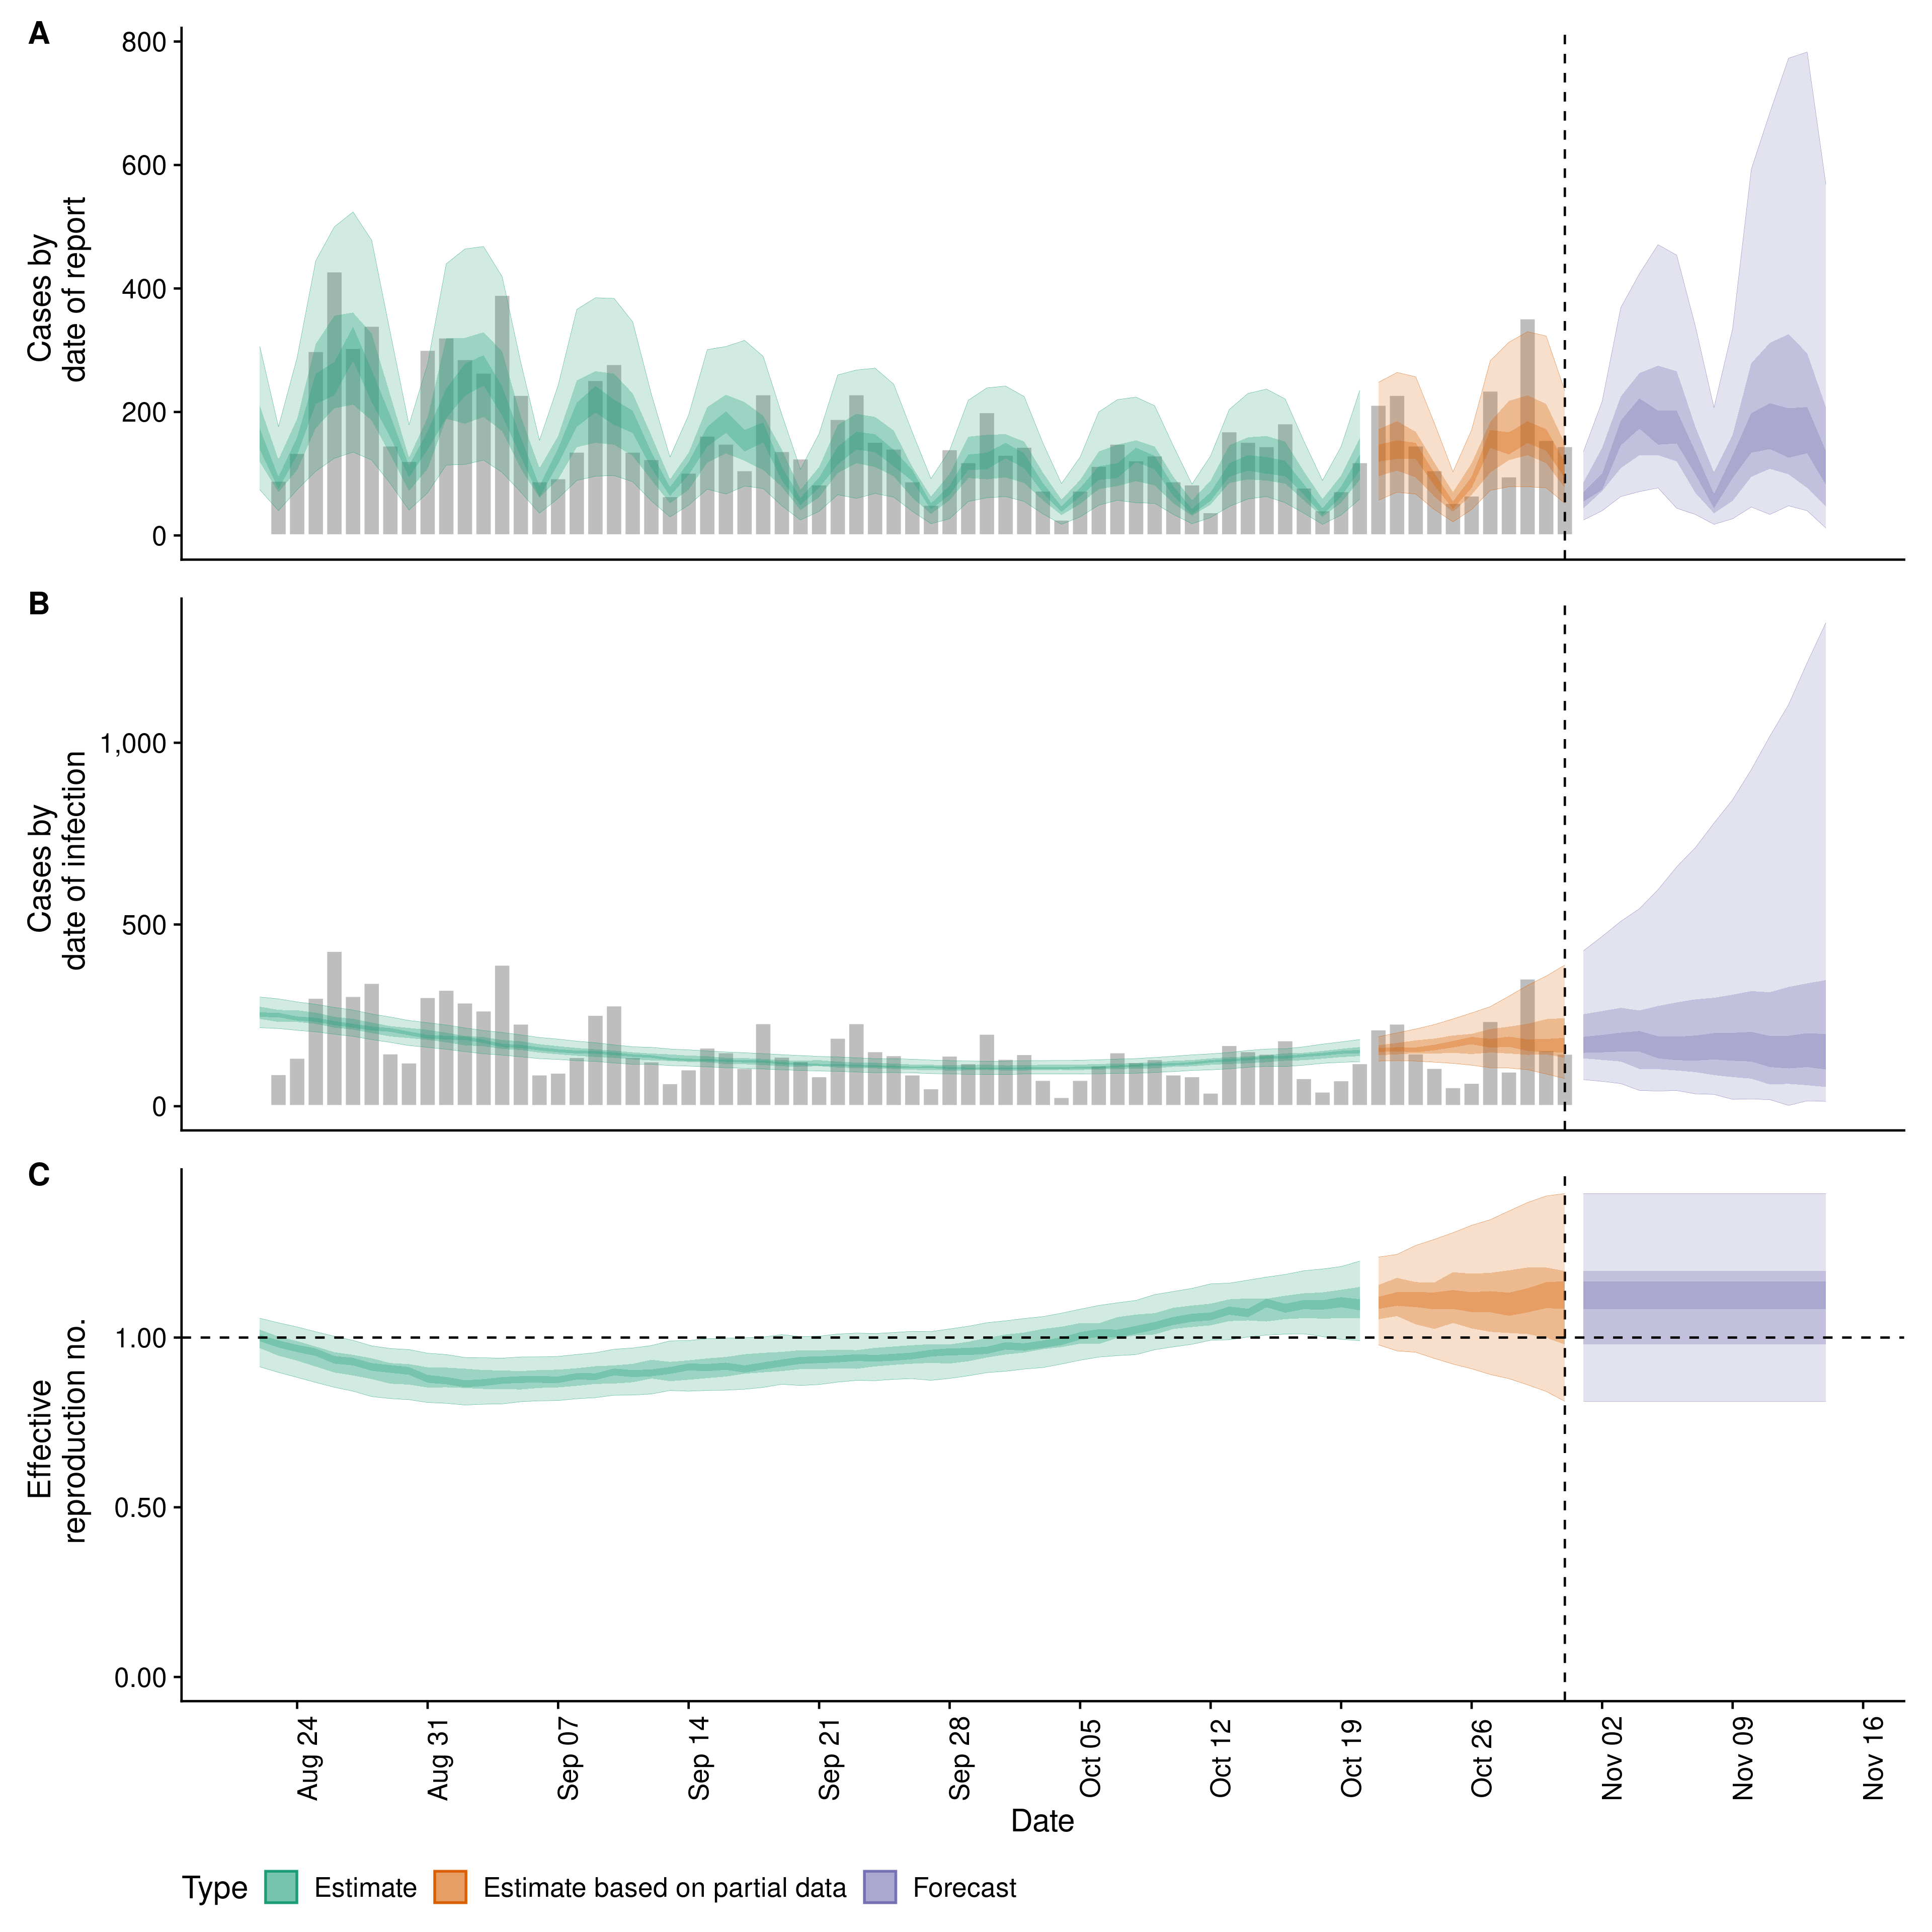 A
800
600
400
200
0
Cases by
date of report
B
1,000
500
0
Cases by
date of infection
C
1.00
0.50
0.00
Effective
reproduction no.
Aug 24
Aug 31
Sep 07
Sep 14
Sep 21
Sep 28
Oct 05
Oct 12
Oct 19
Oct 26
Nov 02
Nov 09
Nov 16
Date
Type Estimate Estimate based on partial data Forecast